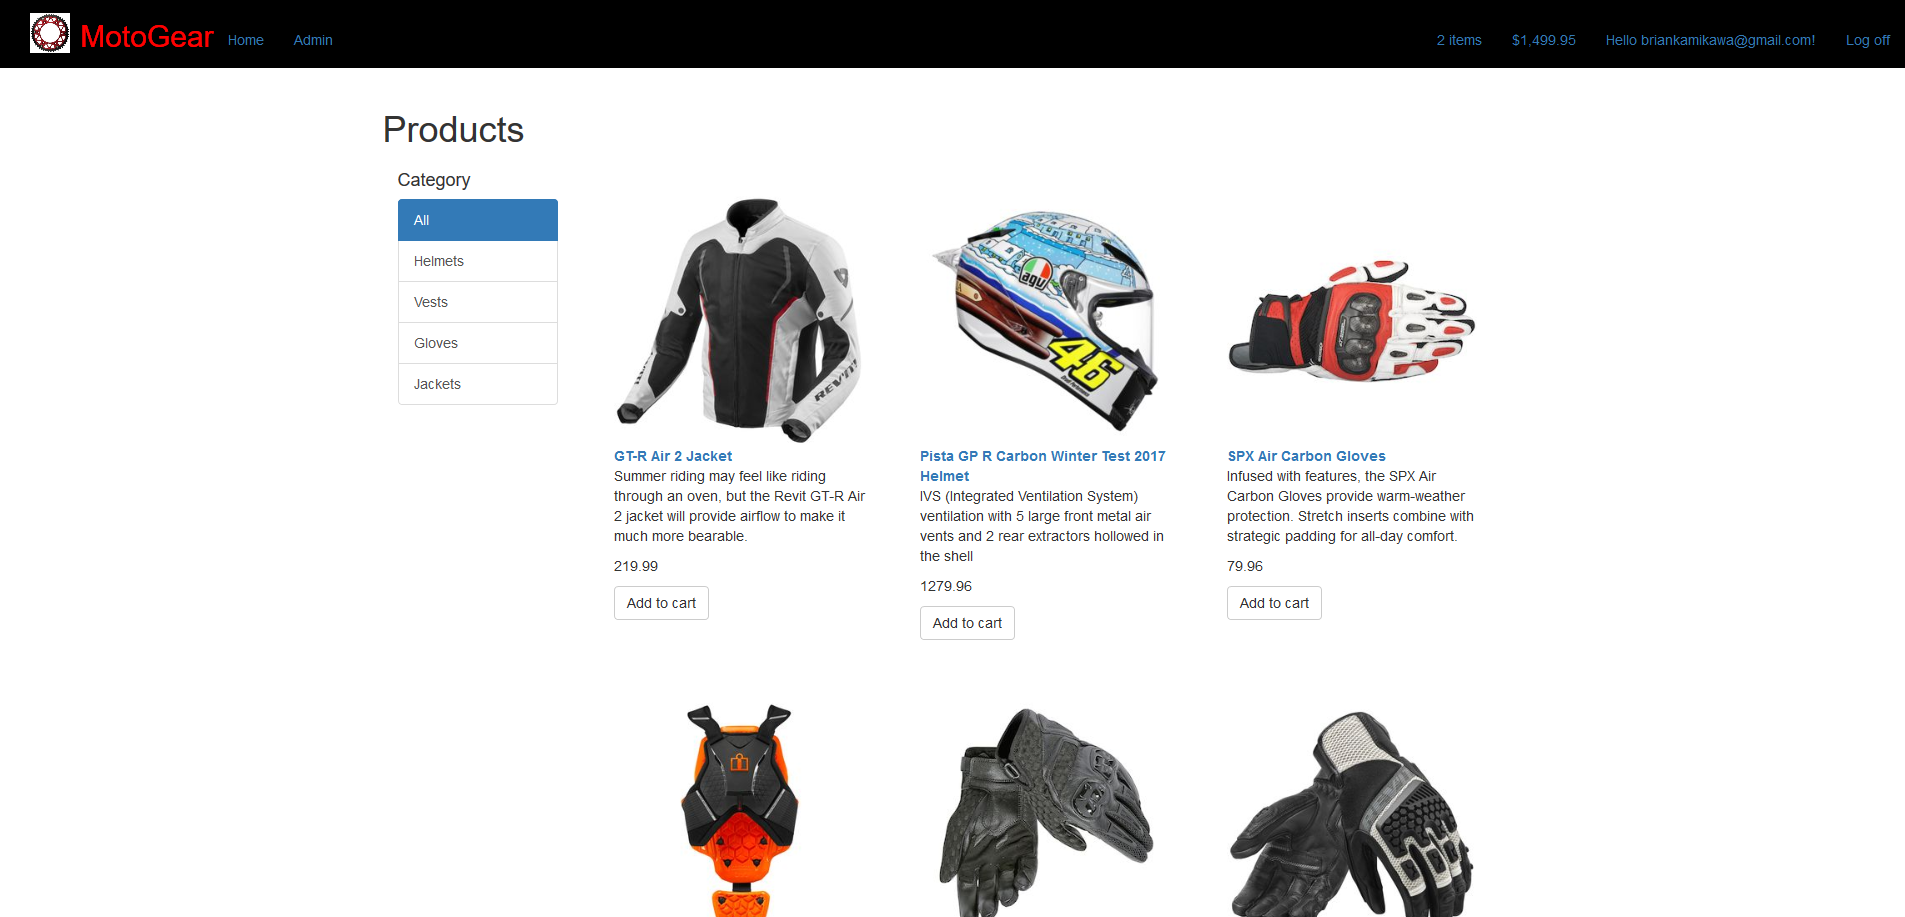 MotoGear Home Admin 2 items $1,499.95 Hello briankamikawa@gmail.com! Log off
Products
Category
All
Helmets
Vests
Gloves
Jackets
REV'IT!
agv
46
GT-R Air 2 Jacket
Summer riding may feel like riding
through an oven, but the Revit GT-R Air
2 jacket will provide airflow to make it
much more bearable.
219.99
Add to cart
Pista GP R Carbon Winter Test 2017
Helmet
IVS (Integrated Ventilation System)
ventilation with 5 large front metal air
vents and 2 rear extractors hollowed in
the shell
1279.96
Add to cart
SPX Air Carbon Gloves
Infused with features, the SPX Air
Carbon Gloves provide warm-weather
protection. Stretch inserts combine with
strategic padding for all-day comfort.
79.96
Add to cart